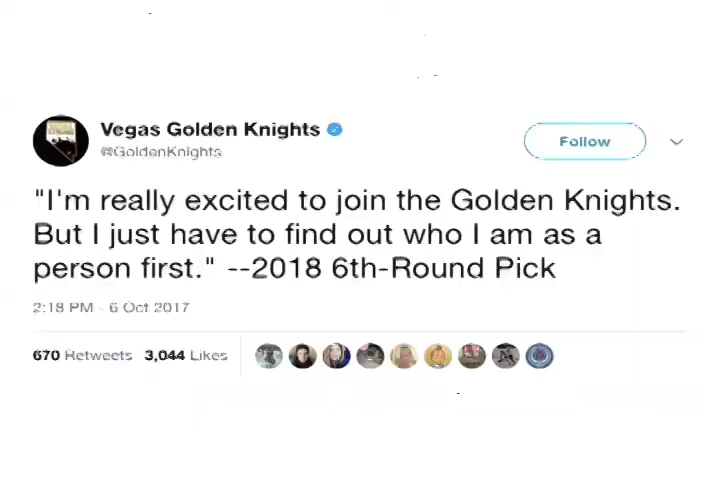 Vegas Golden Knights
@GoldenKnights
Follow
"I'm really excited to join the Golden Knights.
But I just have to find out who I am as a
person first." --2018 6th-Round Pick
2:18 PM - 6 Oct 2017
670 Retweets 3,044 Likes